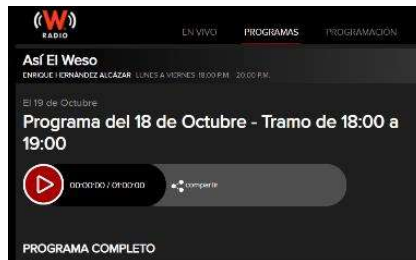 ((W))
RADIO
EN VIVO PROGRAMAS PROGRAMACIÓN
Así El Weso
ENRIQUE HERNÁNDEZ ALCÁZAR LUNES A VIERNES 18:00 P.M. 20:00 P.M.
El 19 de Octubre
Programa del 18 de Octubre - Tramo de 18:00 a
19:00
00:00:00 / 01:00:00 compartir
PROGRAMA COMPLETO